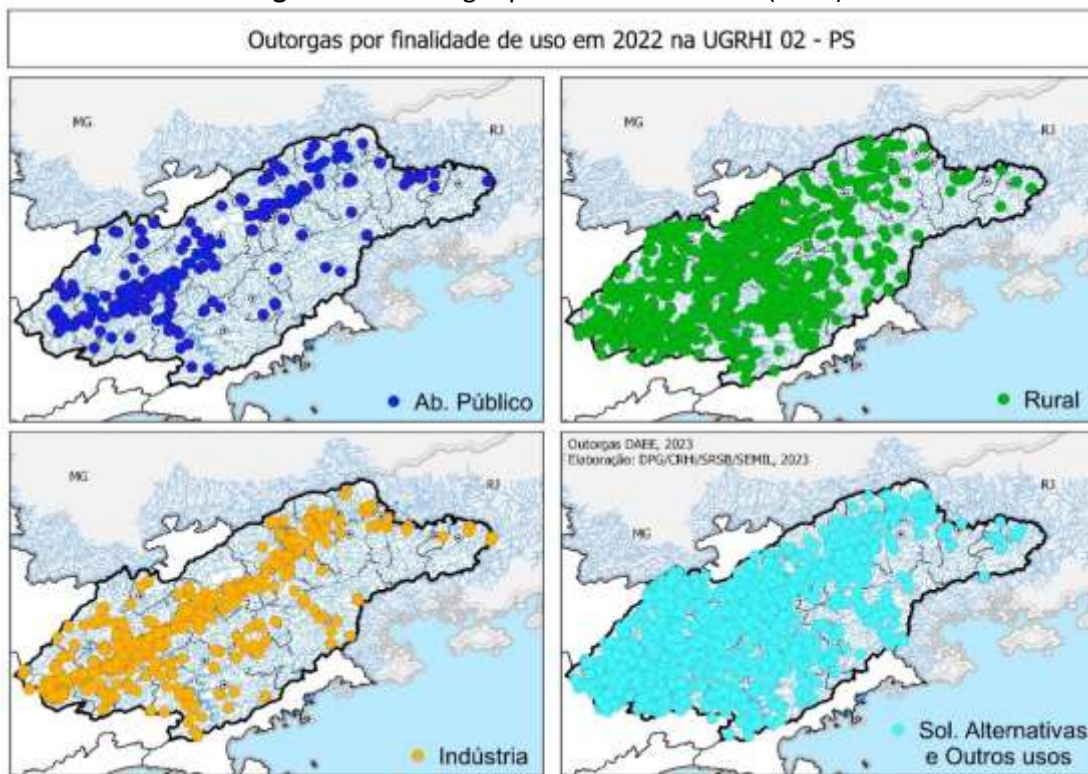 Outorgas por finalidade de uso em 2022 na UGRHI 02 - PS
MG
RJ
Ab. Público
MG
RJ
Rural
MG
RJ
Indústria
Outorgas DAEE, 2023
Elaboração: DPG/CRHi/SRSB/SEMIL, 2023
MG
RJ
Sol. Alternativas
e Outros usos